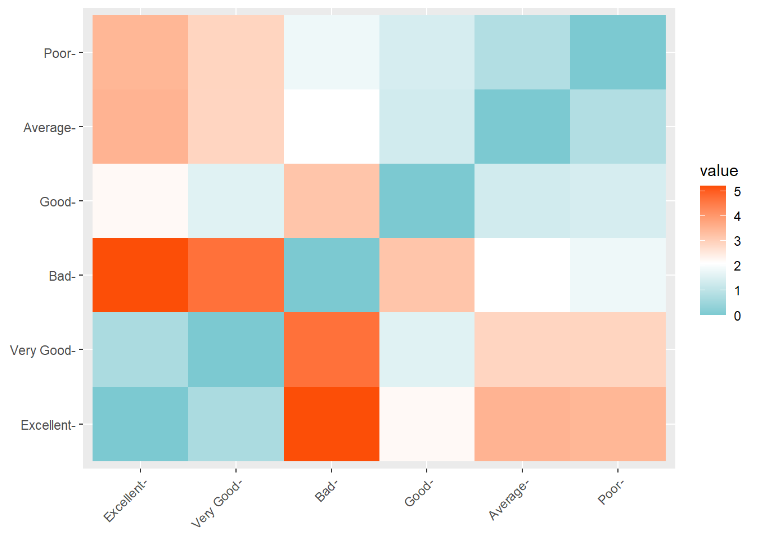 Poor-
Average-
Good-
Bad-
Very Good-
Excellent-
Excellent-
Very Good-
Bad-
Good-
Average-
Poor-
value
5
4
3
2
1
0